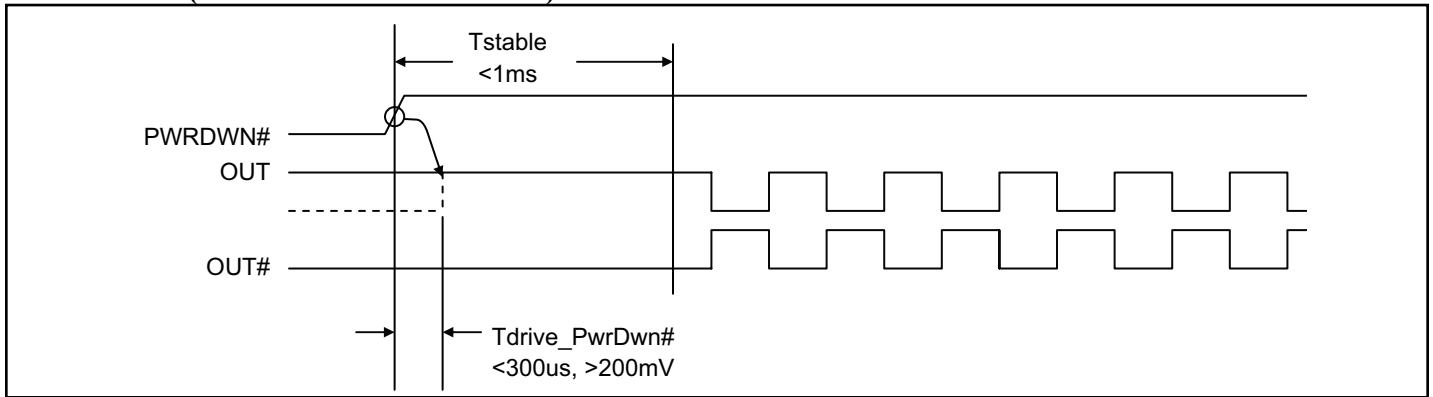 Tstable
<1ms
PWRDWN#
OUT
OUT#
Tdrive_PwrDwn#
<300us, >200mV